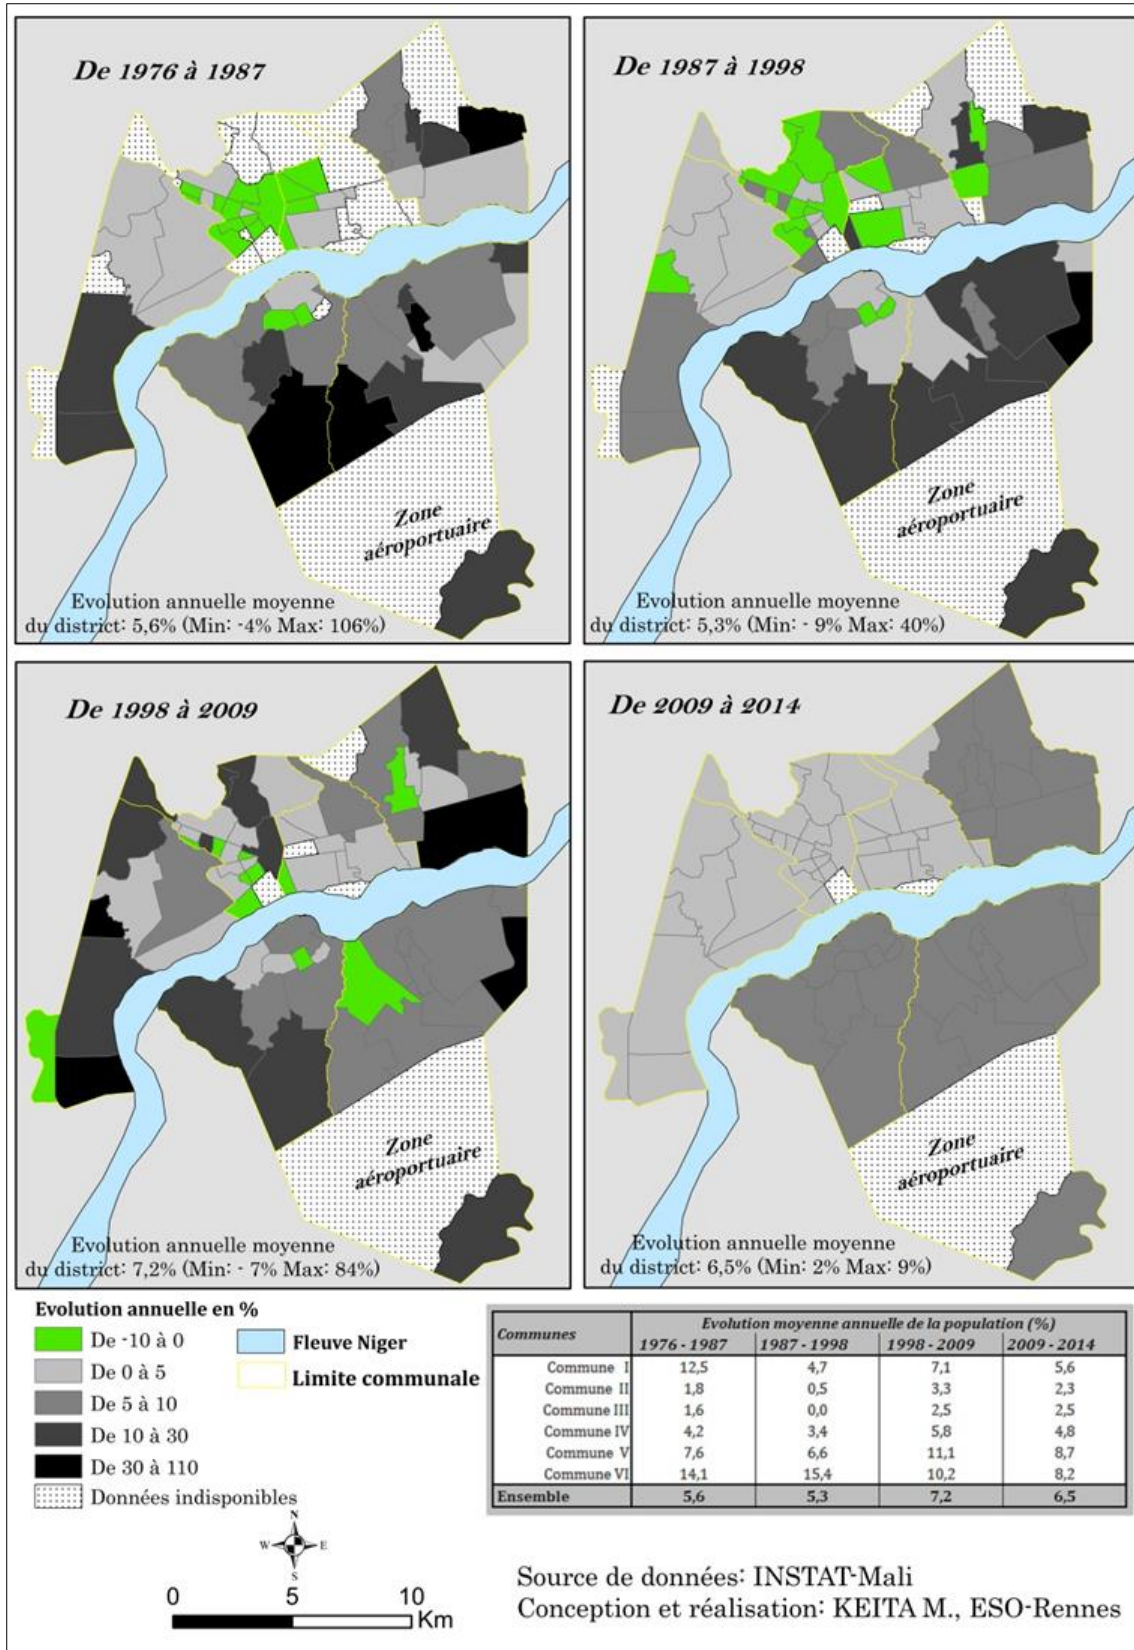 De 1976 à 1987
Zone
aéroportuaire
Evolution annuelle moyenne
du district: 5,6% (Min: -4% Max: 106%)
De 1987 à 1998
Zone
aéroportuaire
Evolution annuelle moyenne
du district: 5,3% (Min: - 9% Max: 40%)
De 1998 à 2009
Zone
aéroportuaire
Evolution annuelle moyenne
du district: 7,2% (Min: - 7% Max: 84%)
De 2009 à 2014
Zone
aéroportuaire
Evolution annuelle moyenne
du district: 6,5% (Min: 2% Max: 9%)
Evolution annuelle en %
De -10 à 0
De 0 à 5
De 5 à 10
De 10 à 30
De 30 à 110
Données indisponibles
Fleuve Niger
Limite communale
N
W E
S
0 5 10
Km
Communes Evolution moyenne annuelle de la population (%)
1976 - 1987 1987 - 1998 1998 - 2009 2009 - 2014
Commune I 12,5 4,7 7,1 5,6
Commune II 1,8 0,5 3,3 2,3
Commune III 1,6 0,0 2,5 2,5
Commune IV 4,2 3,4 5,8 4,8
Commune V 7,6 6,6 11,1 8,7
Commune VI 14,1 15,4 10,2 8,2
Ensemble 5,6 5,3 7,2 6,5
Source de données: INSTAT-Mali
Conception et réalisation: KEITA M., ESO-Rennes